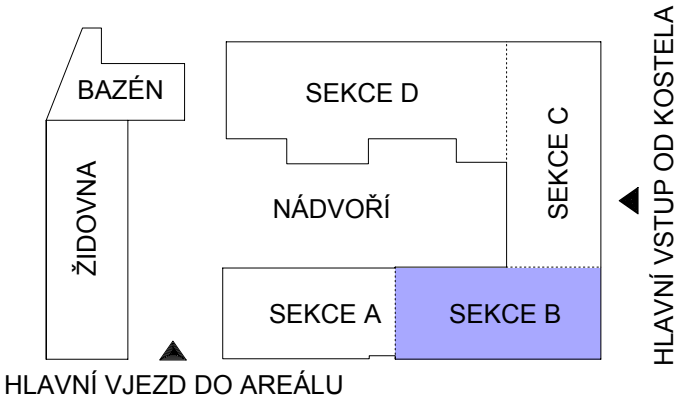 BAZÉN
SEKCE D
SEKCE C
HLAVNÍ VSTUP OD KOSTELA
ŽIDOVNA
NÁDVOŘÍ
SEKCE A
SEKCE B
HLAVNÍ VJEZD DO AREÁLU